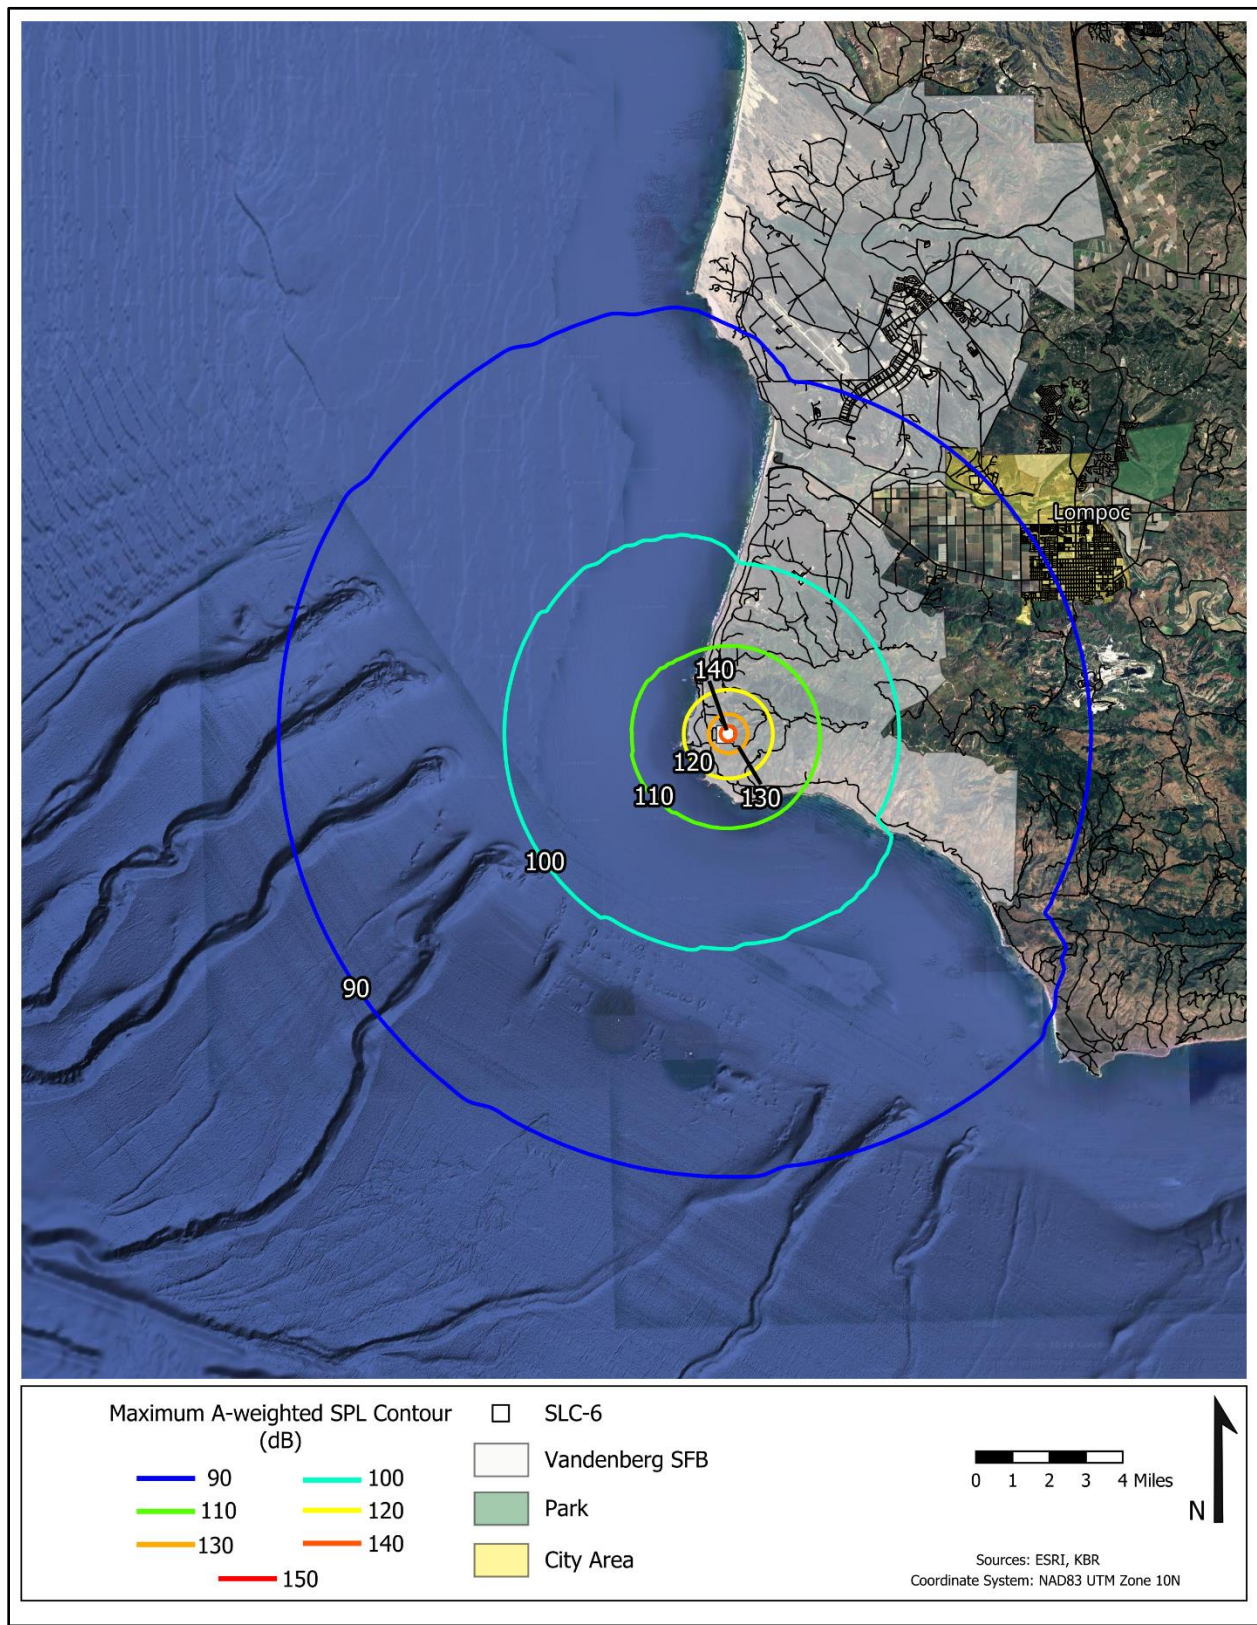 Lompoc
140
120
110
130
100
90
Maximum A-weighted SPL Contour
(dB)
90
100
110
120
130
140
150
SLC-6
Vandenberg SFB
Park
City Area
0 1 2 3 4 Miles
N
Sources: ESRI, KBR
Coordinate System: NAD83 UTM Zone 10N